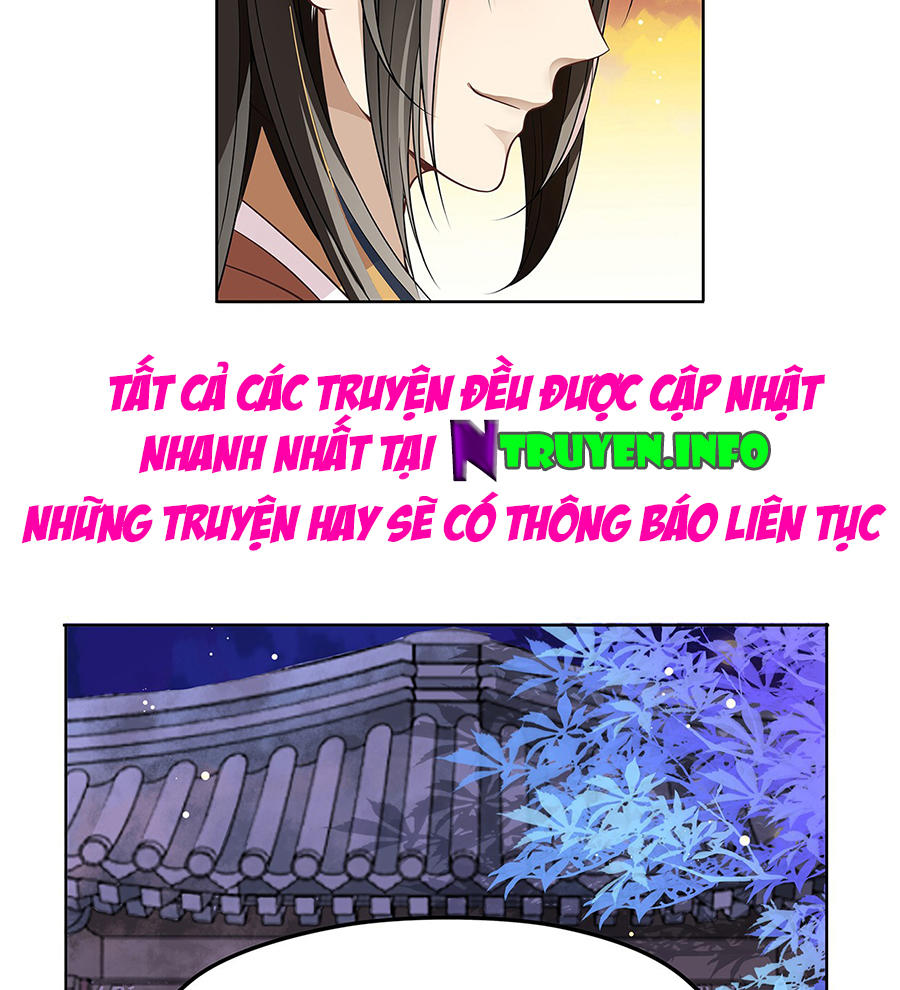 TẤT CẢ CÁC TRUYỆN ĐỀU ĐƯỢC CẬP NHẬT
NHANH NHẤT TẠI NTRUYEN.INFO
NHỮNG TRUYỆN HAY SẼ CÓ THÔNG BÁO LIÊN TỤC